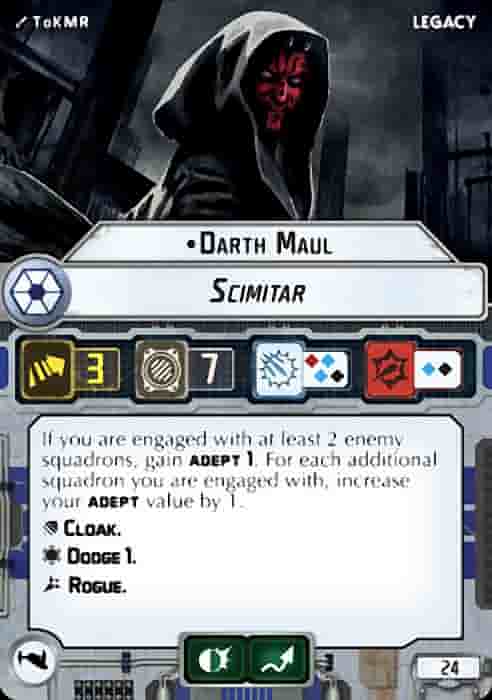 ToKMR
LEGACY
•DARTH MAUL
SCIMITAR
3
7
If you are engaged with at least 2 enemy
squadrons, gain ADEPT 1. For each additional
squadron you are engaged with, increase
your ADEPT value by 1.
CLOAK.
DODGE 1.
ROGUE.
24